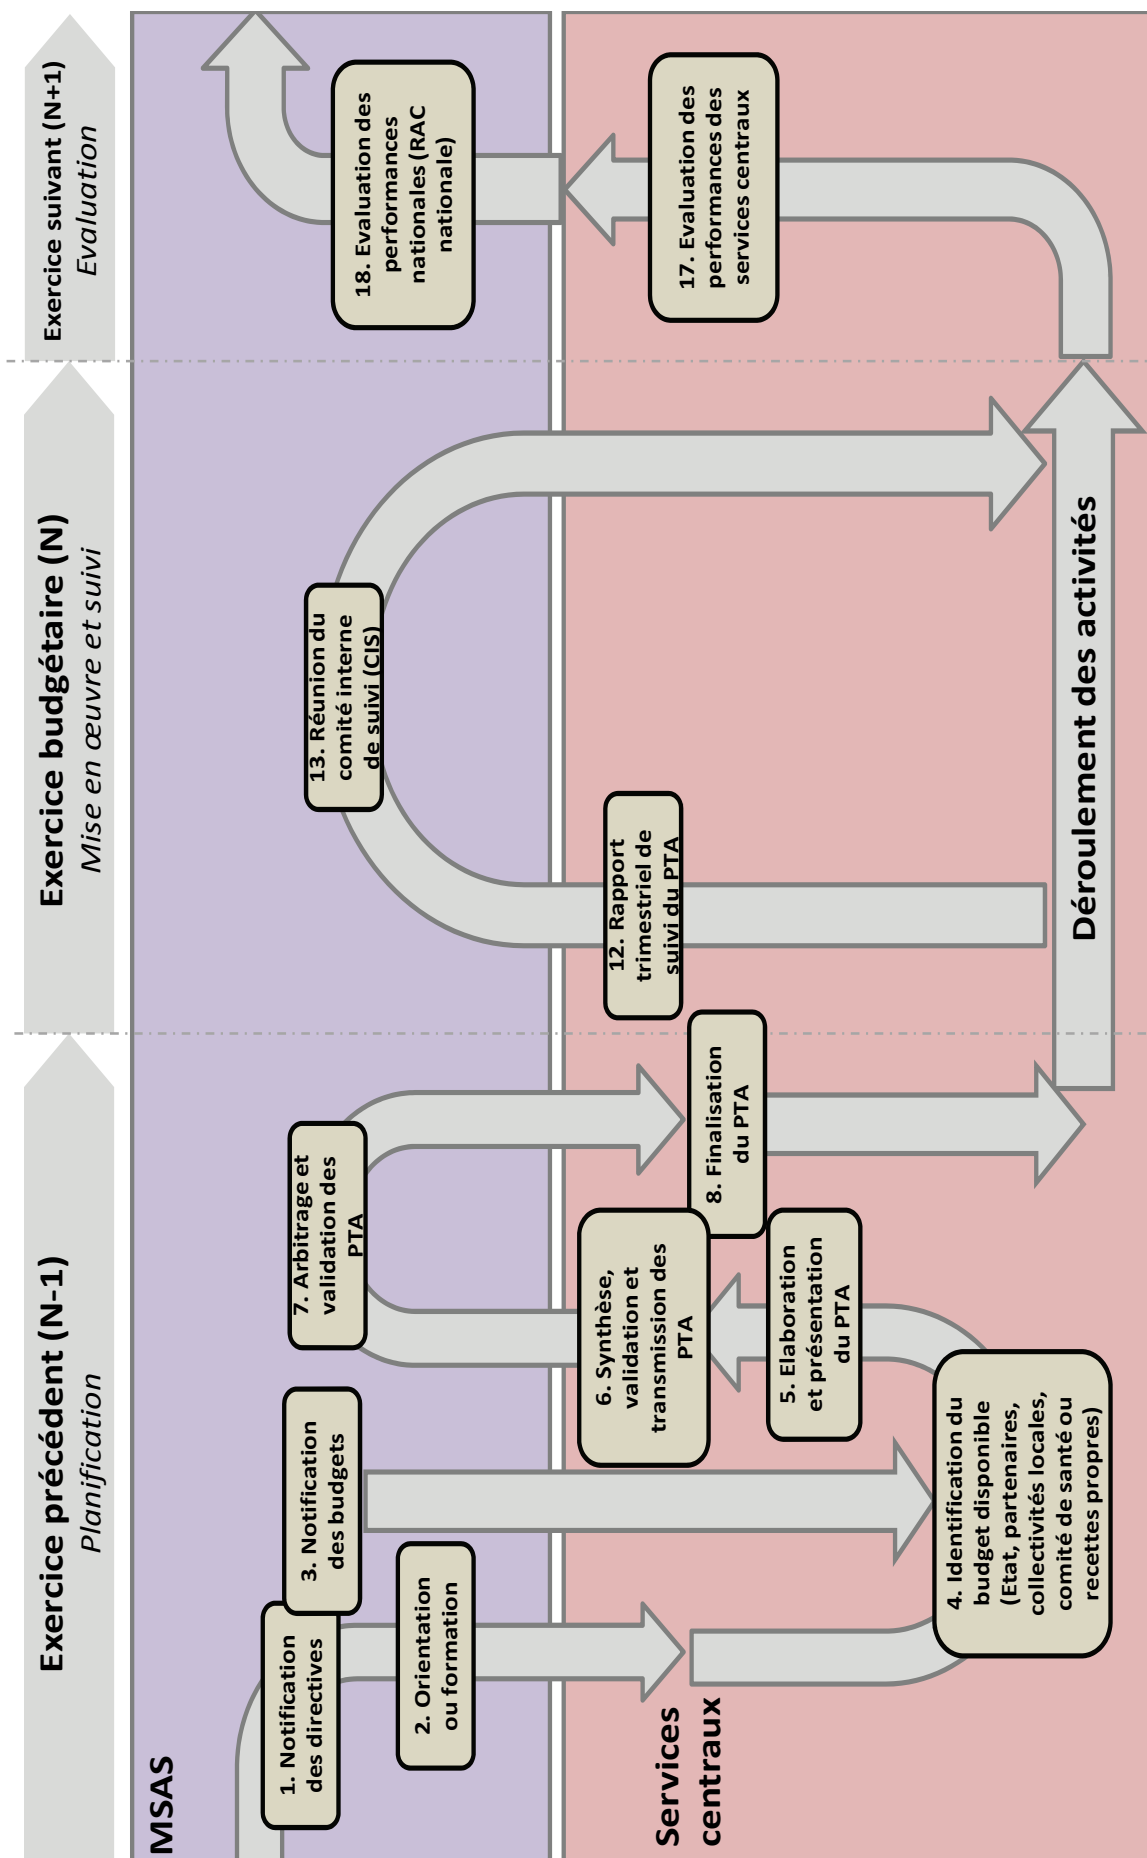 Exercice précédent (N-1)
Planification
Exercice budgétaire (N)
Mise en œuvre et suivi
Exercice suivant (N+1)
Evaluation
MSAS
1. Notification
des directives
2. Orientation
ou formation
3. Notification
des budgets
7. Arbitrage et
validation des
PTA
13. Réunion du
comité interne
de suivi (CIS)
18. Evaluation des
performances
nationales (RAC
nationale)
Services
centraux
4. Identification du
budget disponible
(Etat, partenaires,
collectivités locales,
comité de santé ou
recettes propres)
5. Elaboration
et présentation
du PTA
6. Synthèse,
validation et
transmission des
PTA
8. Finalisation
du PTA
12. Rapport
trimestriel de
suivi du PTA
Déroulement des activités
17. Evaluation des
performances des
services centraux